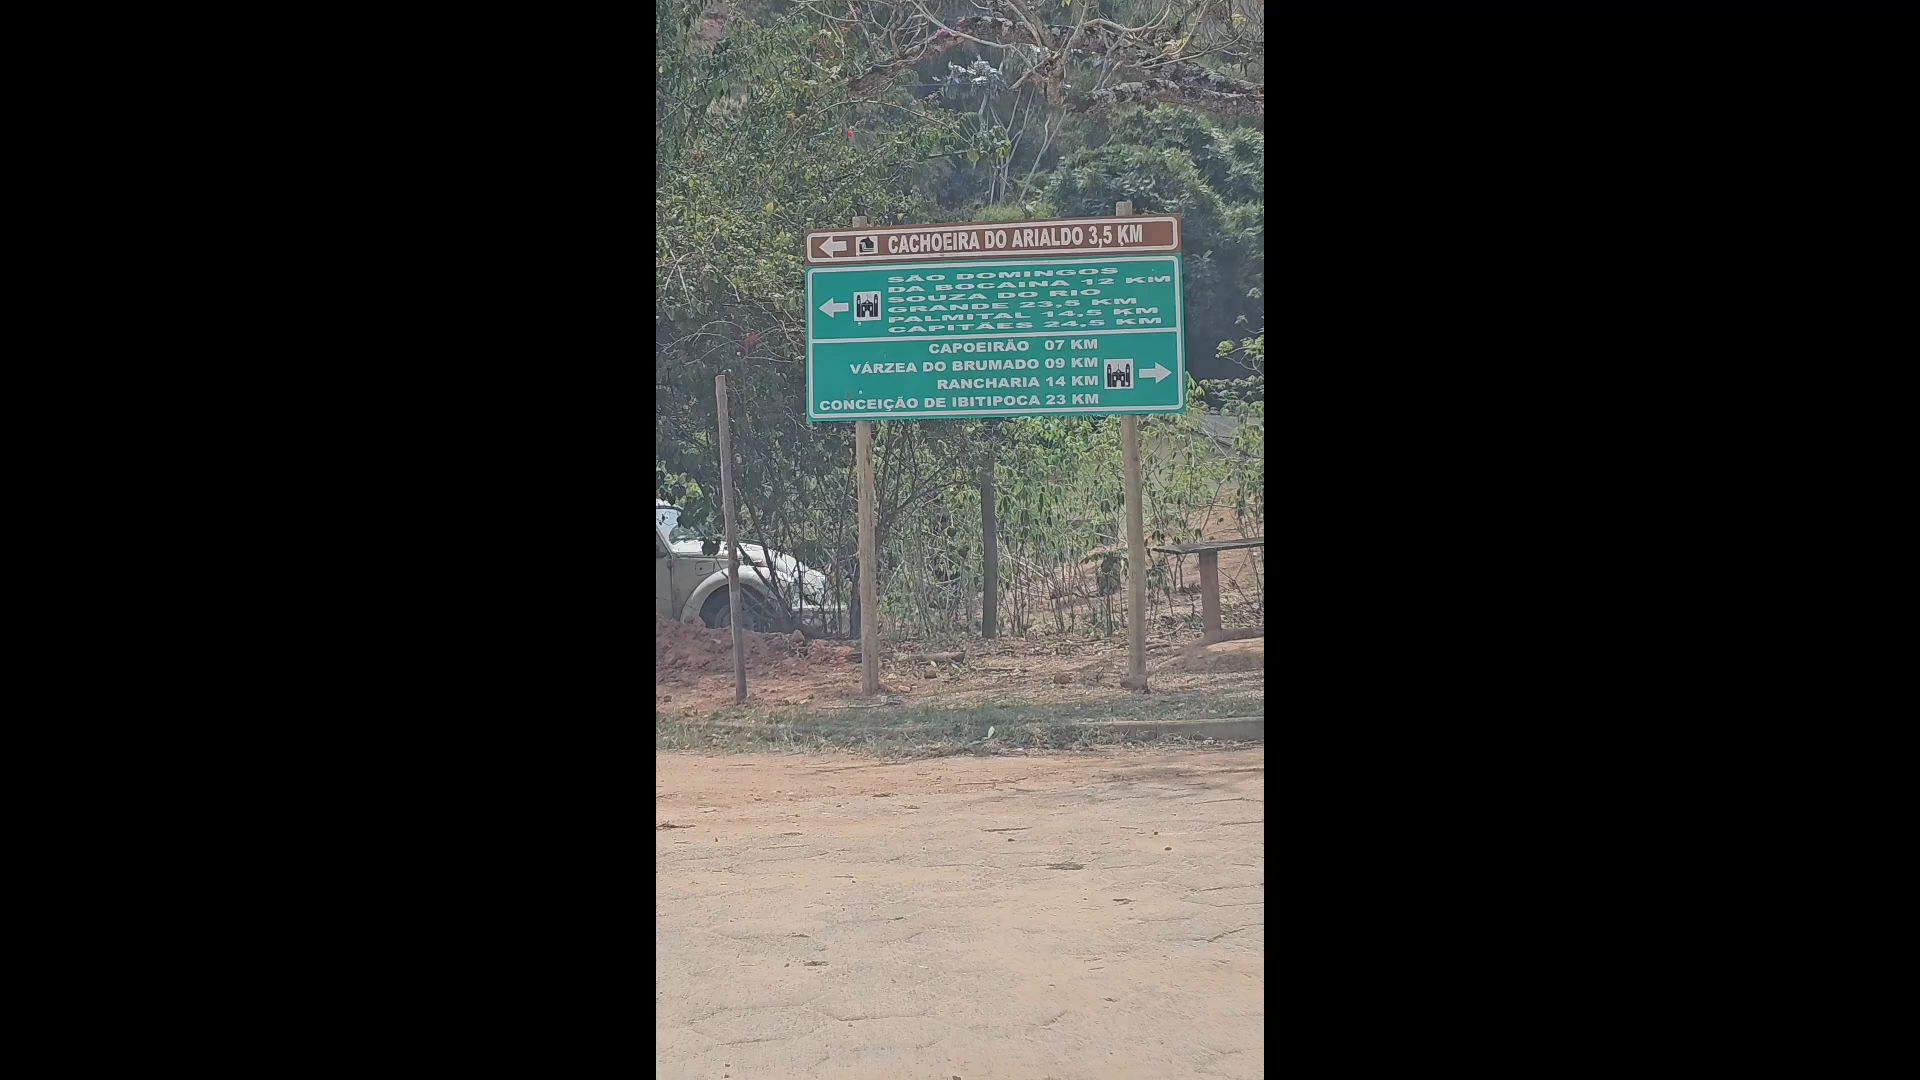 CACHOEIRA DO ARIALDO 3,5 KM
SÃO DOMINGOS
DA BOCAINA 12 KM
SOUZA DO RIO
GRANDE 23,5 KM
PALMITAL 14,5 KM
CAPITÃES 24,5 KM
CAPOEIRÃO 07 KM
VÁRZEA DO BRUMADO 09 KM
RANCHARIA 14 KM
CONCEIÇÃO DE IBITIPOCA 23 KM